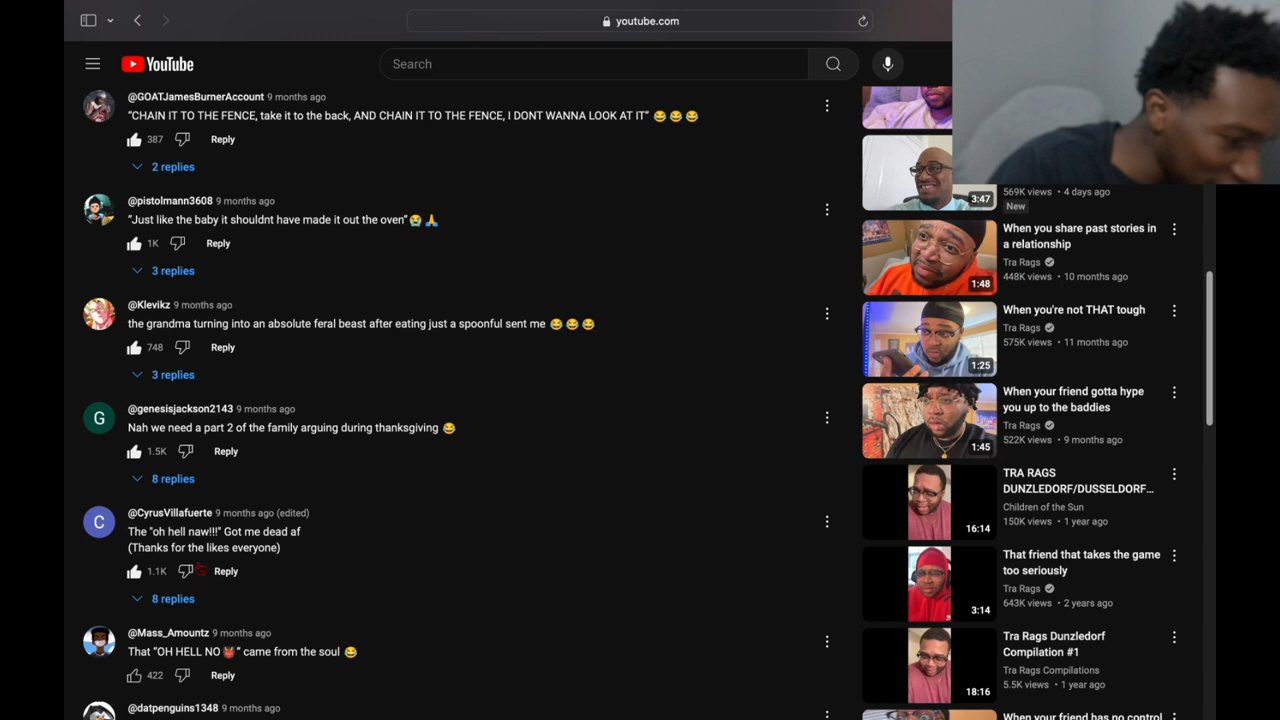 youtube.com
YouTube
Search
@GOATJamesBurnerAccount 9 months ago
“CHAIN IT TO THE FENCE, take it to the back, AND CHAIN IT TO THE FENCE, I DONT WANNA LOOK AT IT” 😂😂😂
387 Reply
2 replies
@pistolmann3608 9 months ago
“Just like the baby it shouldnt have made it out the oven”😭🙏
1K Reply
3 replies
@Klevikz 9 months ago
the grandma turning into an absolute feral beast after eating just a spoonful sent me 😂😂😂
748 Reply
3 replies
G
@genesisjackson2143 9 months ago
Nah we need a part 2 of the family arguing during thanksgiving 😂
1.5K Reply
8 replies
C
@CyrusVillafuerte 9 months ago (edited)
The "oh hell naw!!!" Got me dead af
(Thanks for the likes everyone)
1.1K Reply
8 replies
@Mass_Amountz 9 months ago
That “OH HELL NO👹” came from the soul 😂
422 Reply
@datpenguins1348 9 months ago
3:47
569K views • 4 days ago
New
1:48
When you share past stories in
a relationship
Tra Rags
448K views • 10 months ago
1:25
When you're not THAT tough
Tra Rags
575K views • 11 months ago
1:45
When your friend gotta hype
you up to the baddies
Tra Rags
522K views • 9 months ago
16:14
TRA RAGS
DUNZLEDORF/DUSSELDORF...
Children of the Sun
150K views • 1 year ago
3:14
That friend that takes the game
too seriously
Tra Rags
643K views • 2 years ago
18:16
Tra Rags Dunzledorf
Compilation #1
Tra Rags Compilations
5.5K views • 1 year ago
When your friend has no control